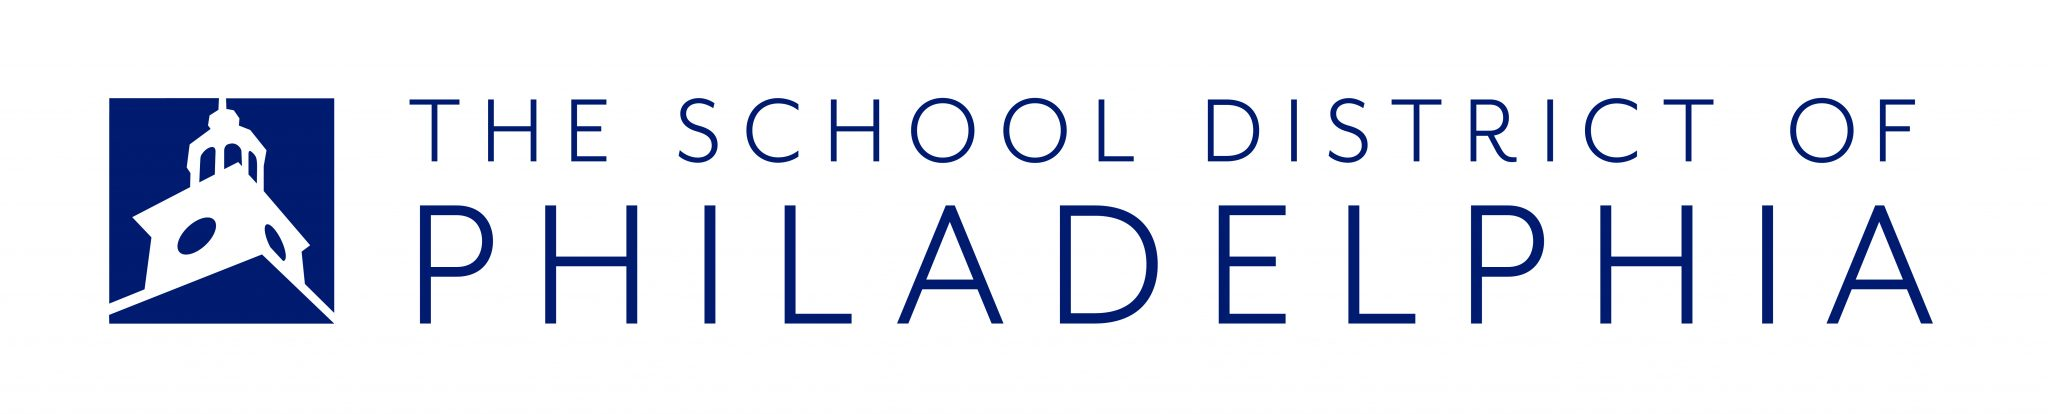 THE SCHOOL DISTRICT OF
PHILADELPHIA